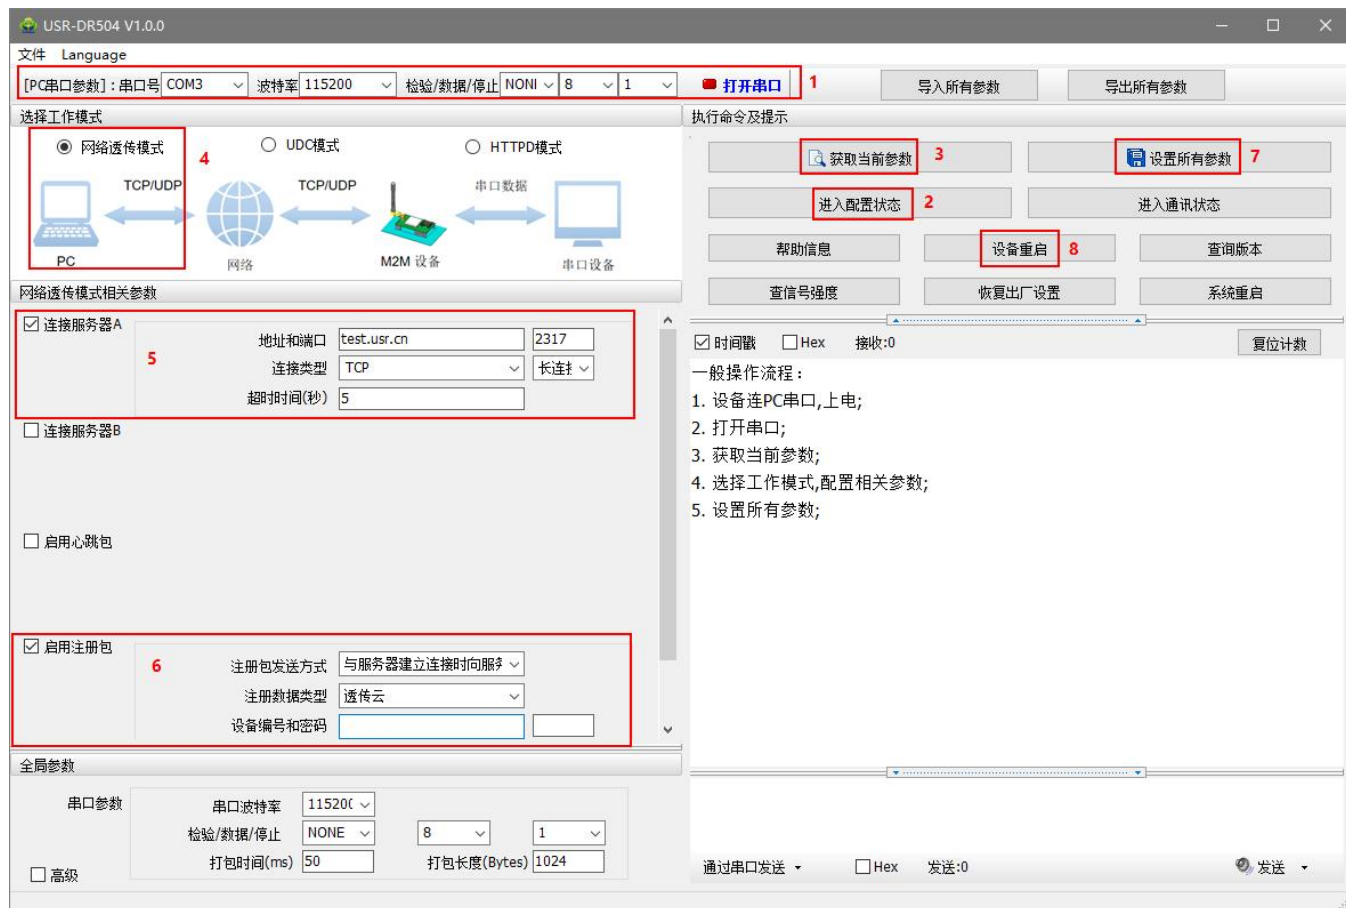 USR-DR504 V1.0.0
文件 Language
[PC串口参数]:串口号 COM3 波特率 115200 检验/数据/停止 NONI 8 1 打开串口 1 导入所有参数 导出所有参数
选择工作模式
网络透传模式 4 UDC模式 HTTPD模式
TCP/UDP TCP/UDP 串口数据
PC 网络 M2M 设备 串口设备
网络透传模式相关参数
连接服务器A
地址和端口 test.usr.cn 2317
5 连接类型 TCP 长连接
超时时间(秒) 5
连接服务器B
启用心跳包
启用注册包
6 注册包发送方式 与服务器建立连接时向服务
注册数据类型 透传云
设备编号和密码
全局参数
串口参数 串口波特率 11520(
检验/数据/停止 NONE 8 1
打包时间(ms) 50 打包长度(Bytes) 1024
高级
执行命令及提示
获取当前参数 3 设置所有参数 7
进入配置状态 2 进入通讯状态
帮助信息 设备重启 8 查询版本
查信号强度 恢复出厂设置 系统重启
时间戳 Hex 接收:0 复位计数
一般操作流程:
1. 设备连PC串口,上电;
2. 打开串口;
3. 获取当前参数;
4. 选择工作模式,配置相关参数;
5. 设置所有参数;
通过串口发送 Hex 发送:0 发送